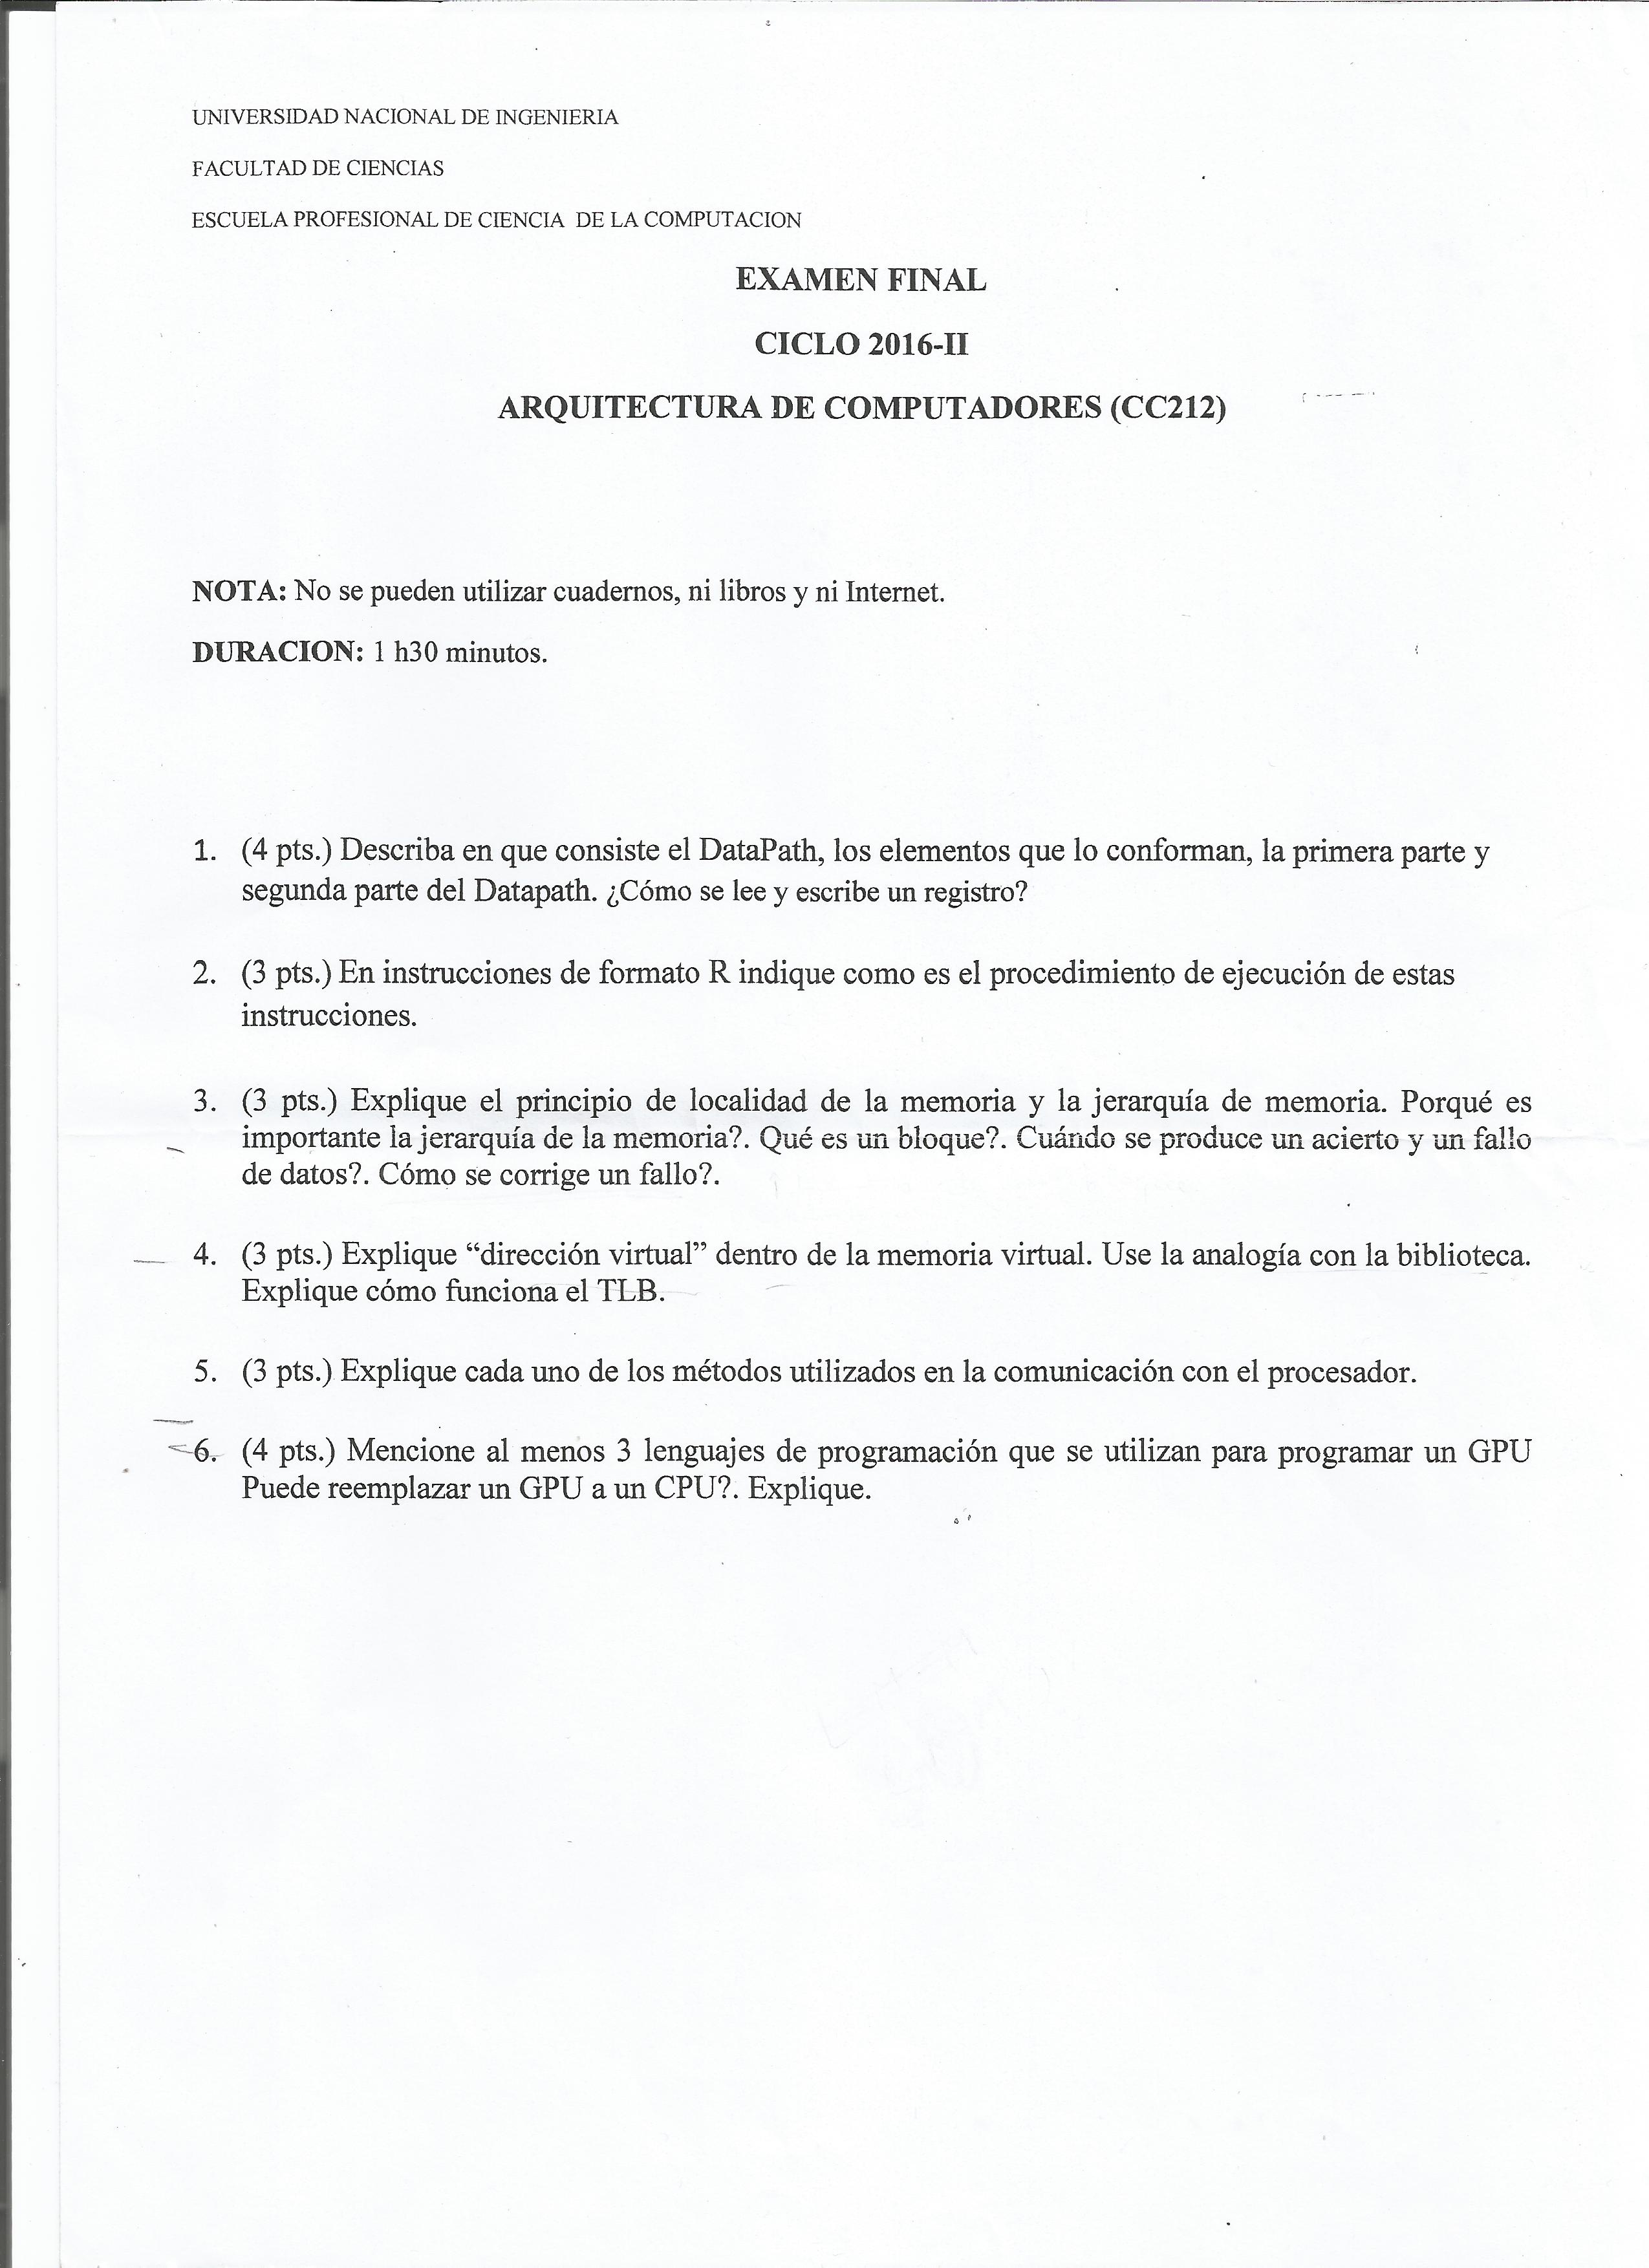 UNIVERSIDAD NACIONAL DE INGENIERIA
FACULTAD DE CIENCIAS
ESCUELA PROFESIONAL DE CIENCIA DE LA COMPUTACION
EXAMEN FINAL
CICLO 2016-II
ARQUITECTURA DE COMPUTADORES (CC212)
NOTA: No se pueden utilizar cuadernos, ni libros y ni Internet.
DURACION: 1 h30 minutos.
1. (4 pts.) Describa en que consiste el DataPath, los elementos que lo conforman, la primera parte y
segunda parte del Datapath. ¿Cómo se lee y escribe un registro?
2. (3 pts.) En instrucciones de formato R indique como es el procedimiento de ejecución de estas
instrucciones.
3. (3 pts.) Explique el principio de localidad de la memoria y la jerarquía de memoria. Porqué es
importante la jerarquía de la memoria?. Qué es un bloque?. Cuándo se produce un acierto y un fallo
de datos?. Cómo se corrige un fallo?.
4. (3 pts.) Explique “dirección virtual” dentro de la memoria virtual. Use la analogía con la biblioteca.
Explique cómo funciona el TLB.
5. (3 pts.) Explique cada uno de los métodos utilizados en la comunicación con el procesador.
6. (4 pts.) Mencione al menos 3 lenguajes de programación que se utilizan para programar un GPU
Puede reemplazar un GPU a un CPU?. Explique.